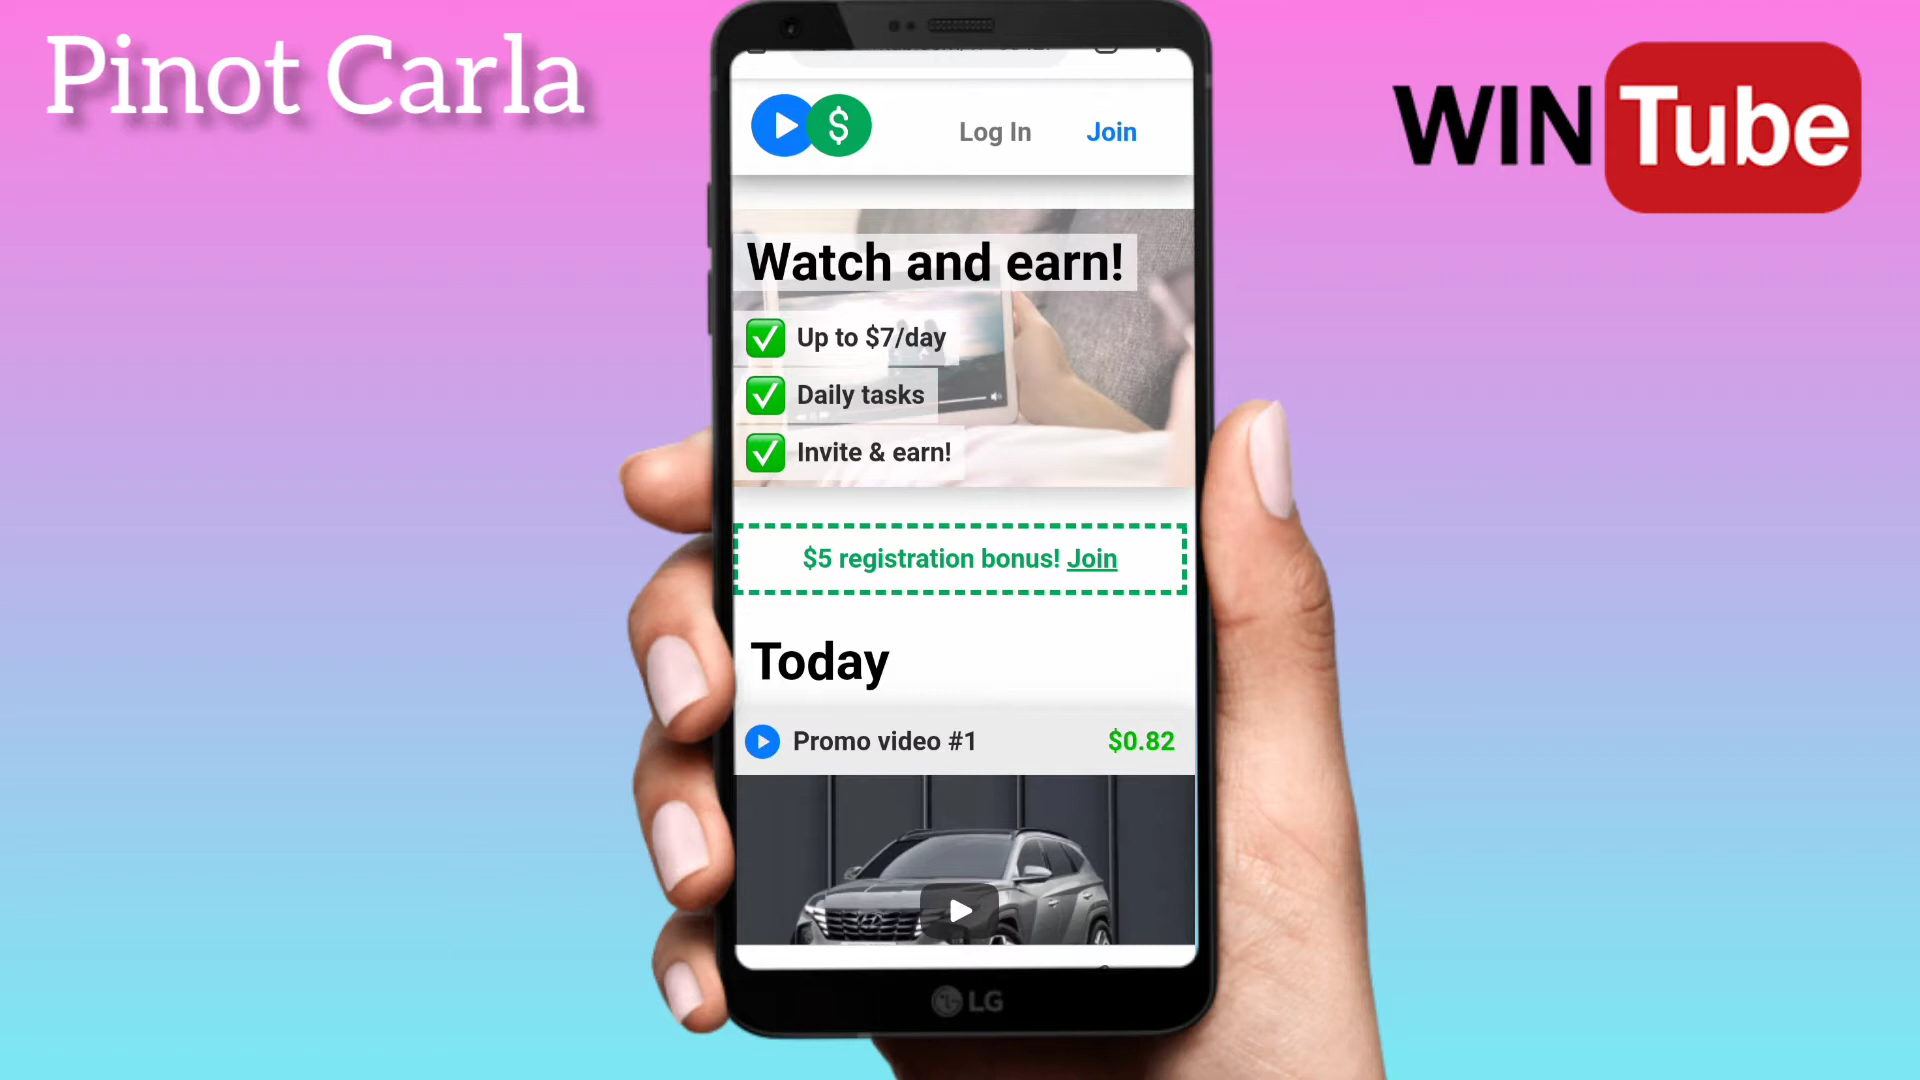 Pinot Carla
WIN Tube
Log In Join
$
Watch and earn!
Up to $7/day
Daily tasks
Invite & earn!
$5 registration bonus! Join
Today
Promo video #1 $0.82
LG